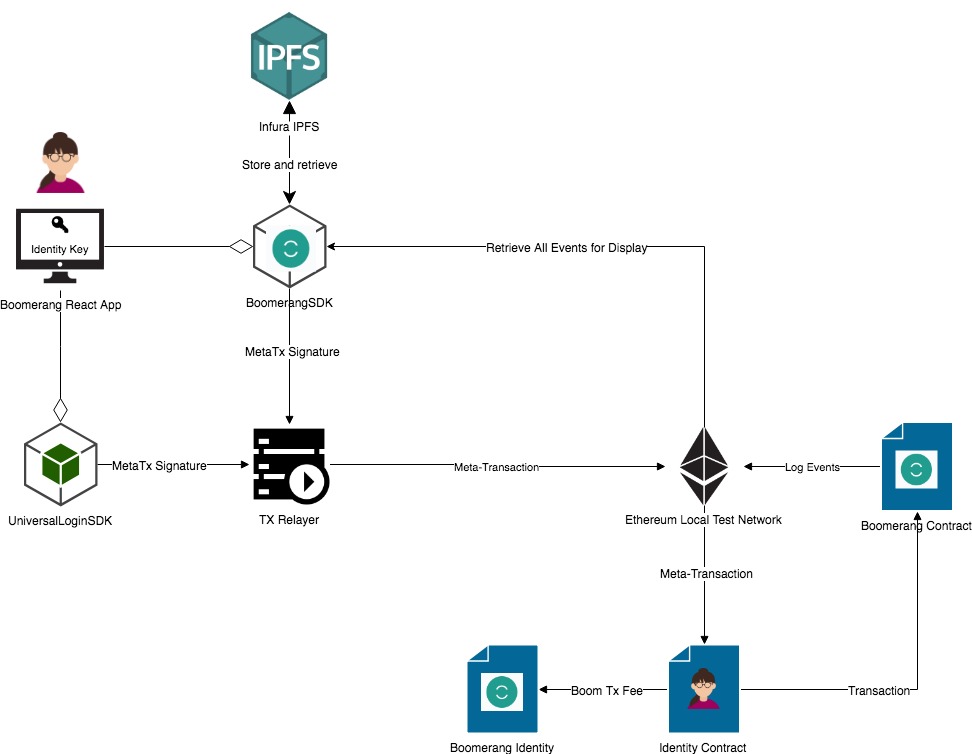 IPFS
Infura IPFS
Store and retrieve
Identity Key
Retrieve All Events for Display
Boomerang React App
BoomerangSDK
MetaTx Signature
MetaTx Signature
Meta-Transaction
Log Events
UniversalLoginSDK
TX Relayer
Ethereum Local Test Network
Boomerang Contract
Meta-Transaction
Boom Tx Fee
Transaction
Boomerang Identity
Identity Contract